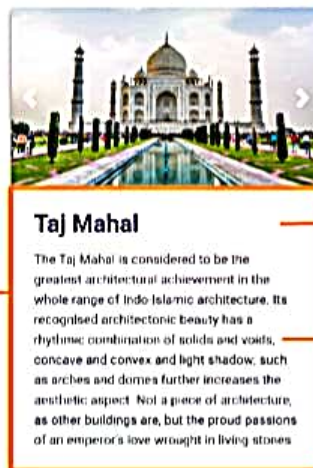 Taj Mahal
The Taj Mahal is considered to be the
greatest architectural achievement in the
whole range of Indo Islamic architecture. Its
recognised architectonic beauty has a
rhythmic combination of solids and voids,
concave and convex and light shadow; such
as arches and domes further increases the
aesthetic aspect. Not a piece of architecture,
as other buildings are, but the proud passions
of an emperor's love wrought in living stones